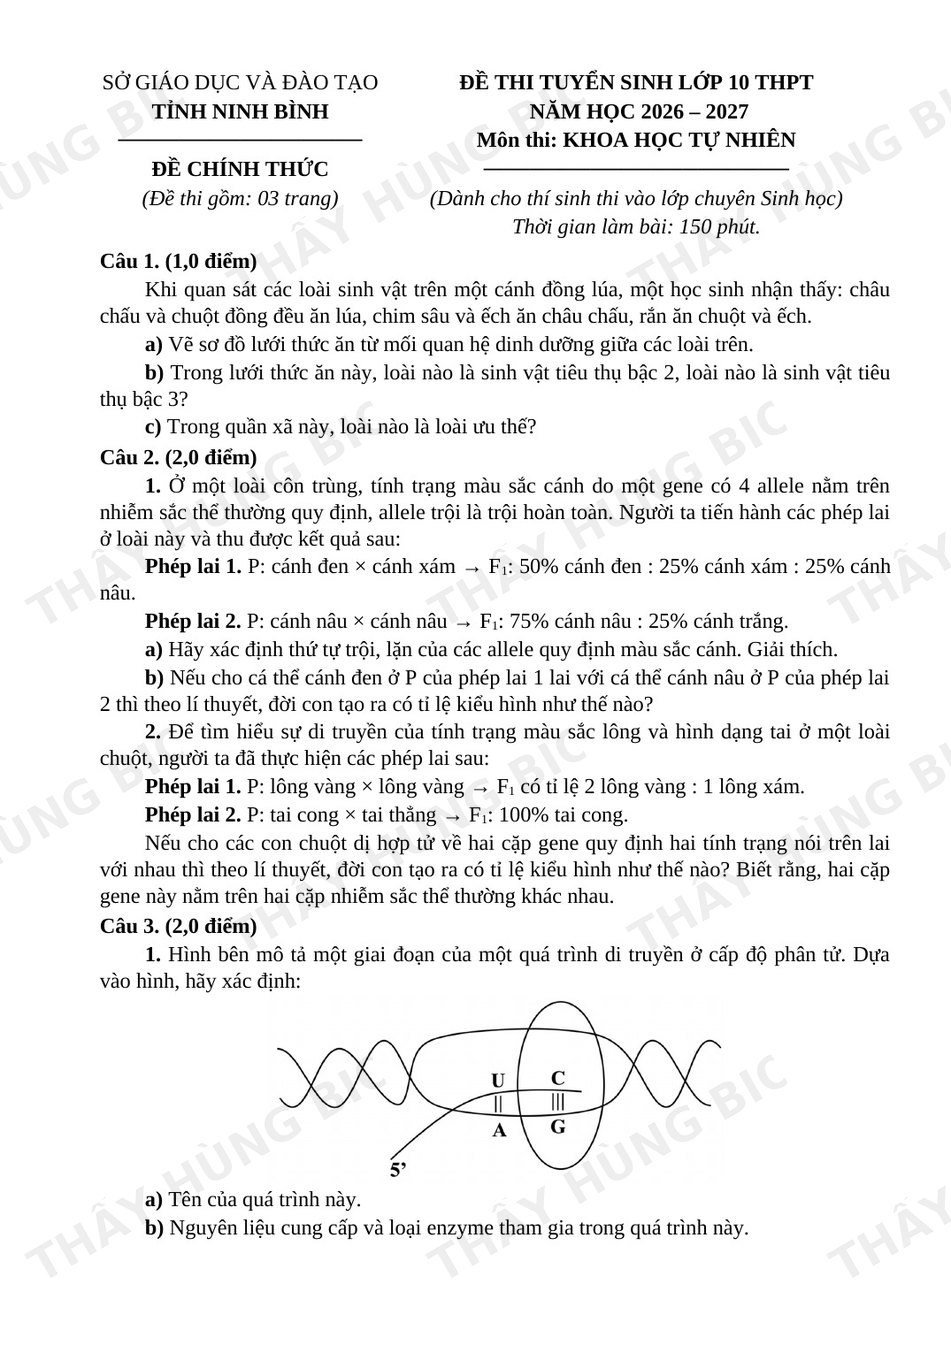 SỞ GIÁO DỤC VÀ ĐÀO TẠO
TỈNH NINH BÌNH
ĐỀ CHÍNH THỨC
(Đề thi gồm: 03 trang)
ĐỀ THI TUYỂN SINH LỚP 10 THPT
NĂM HỌC 2026 – 2027
Môn thi: KHOA HỌC TỰ NHIÊN
(Dành cho thí sinh thi vào lớp chuyên Sinh học)
Thời gian làm bài: 150 phút.
Câu 1. (1,0 điểm)
Khi quan sát các loài sinh vật trên một cánh đồng lúa, một học sinh nhận thấy: châu
chấu và chuột đồng đều ăn lúa, chim sâu và ếch ăn châu chấu, rắn ăn chuột và ếch.
a) Vẽ sơ đồ lưới thức ăn từ mối quan hệ dinh dưỡng giữa các loài trên.
b) Trong lưới thức ăn này, loài nào là sinh vật tiêu thụ bậc 2, loài nào là sinh vật tiêu
thụ bậc 3?
c) Trong quần xã này, loài nào là loài ưu thế?
Câu 2. (2,0 điểm)
1. Ở một loài côn trùng, tính trạng màu sắc cánh do một gene có 4 allele nằm trên
nhiễm sắc thể thường quy định, allele trội là trội hoàn toàn. Người ta tiến hành các phép lai
ở loài này và thu được kết quả sau:
Phép lai 1. P: cánh đen × cánh xám → F₁: 50% cánh đen : 25% cánh xám : 25% cánh
nâu.
Phép lai 2. P: cánh nâu × cánh nâu → F₁: 75% cánh nâu : 25% cánh trắng.
a) Hãy xác định thứ tự trội, lặn của các allele quy định màu sắc cánh. Giải thích.
b) Nếu cho cá thể cánh đen ở P của phép lai 1 lai với cá thể cánh nâu ở P của phép lai
2 thì theo lí thuyết, đời con tạo ra có tỉ lệ kiểu hình như thế nào?
2. Để tìm hiểu sự di truyền của tính trạng màu sắc lông và hình dạng tai ở một loài
chuột, người ta đã thực hiện các phép lai sau:
Phép lai 1. P: lông vàng × lông vàng → F₁ có tỉ lệ 2 lông vàng : 1 lông xám.
Phép lai 2. P: tai cong × tai thẳng → F₁: 100% tai cong.
Nếu cho các con chuột dị hợp tử về hai cặp gene quy định hai tính trạng nói trên lai
với nhau thì theo lí thuyết, đời con tạo ra có tỉ lệ kiểu hình như thế nào? Biết rằng, hai cặp
gene này nằm trên hai cặp nhiễm sắc thể thường khác nhau.
Câu 3. (2,0 điểm)
1. Hình bên mô tả một giai đoạn của một quá trình di truyền ở cấp độ phân tử. Dựa
vào hình, hãy xác định:
U C
A G
5’
a) Tên của quá trình này.
b) Nguyên liệu cung cấp và loại enzyme tham gia trong quá trình này.
THẦY HÙNG BIC